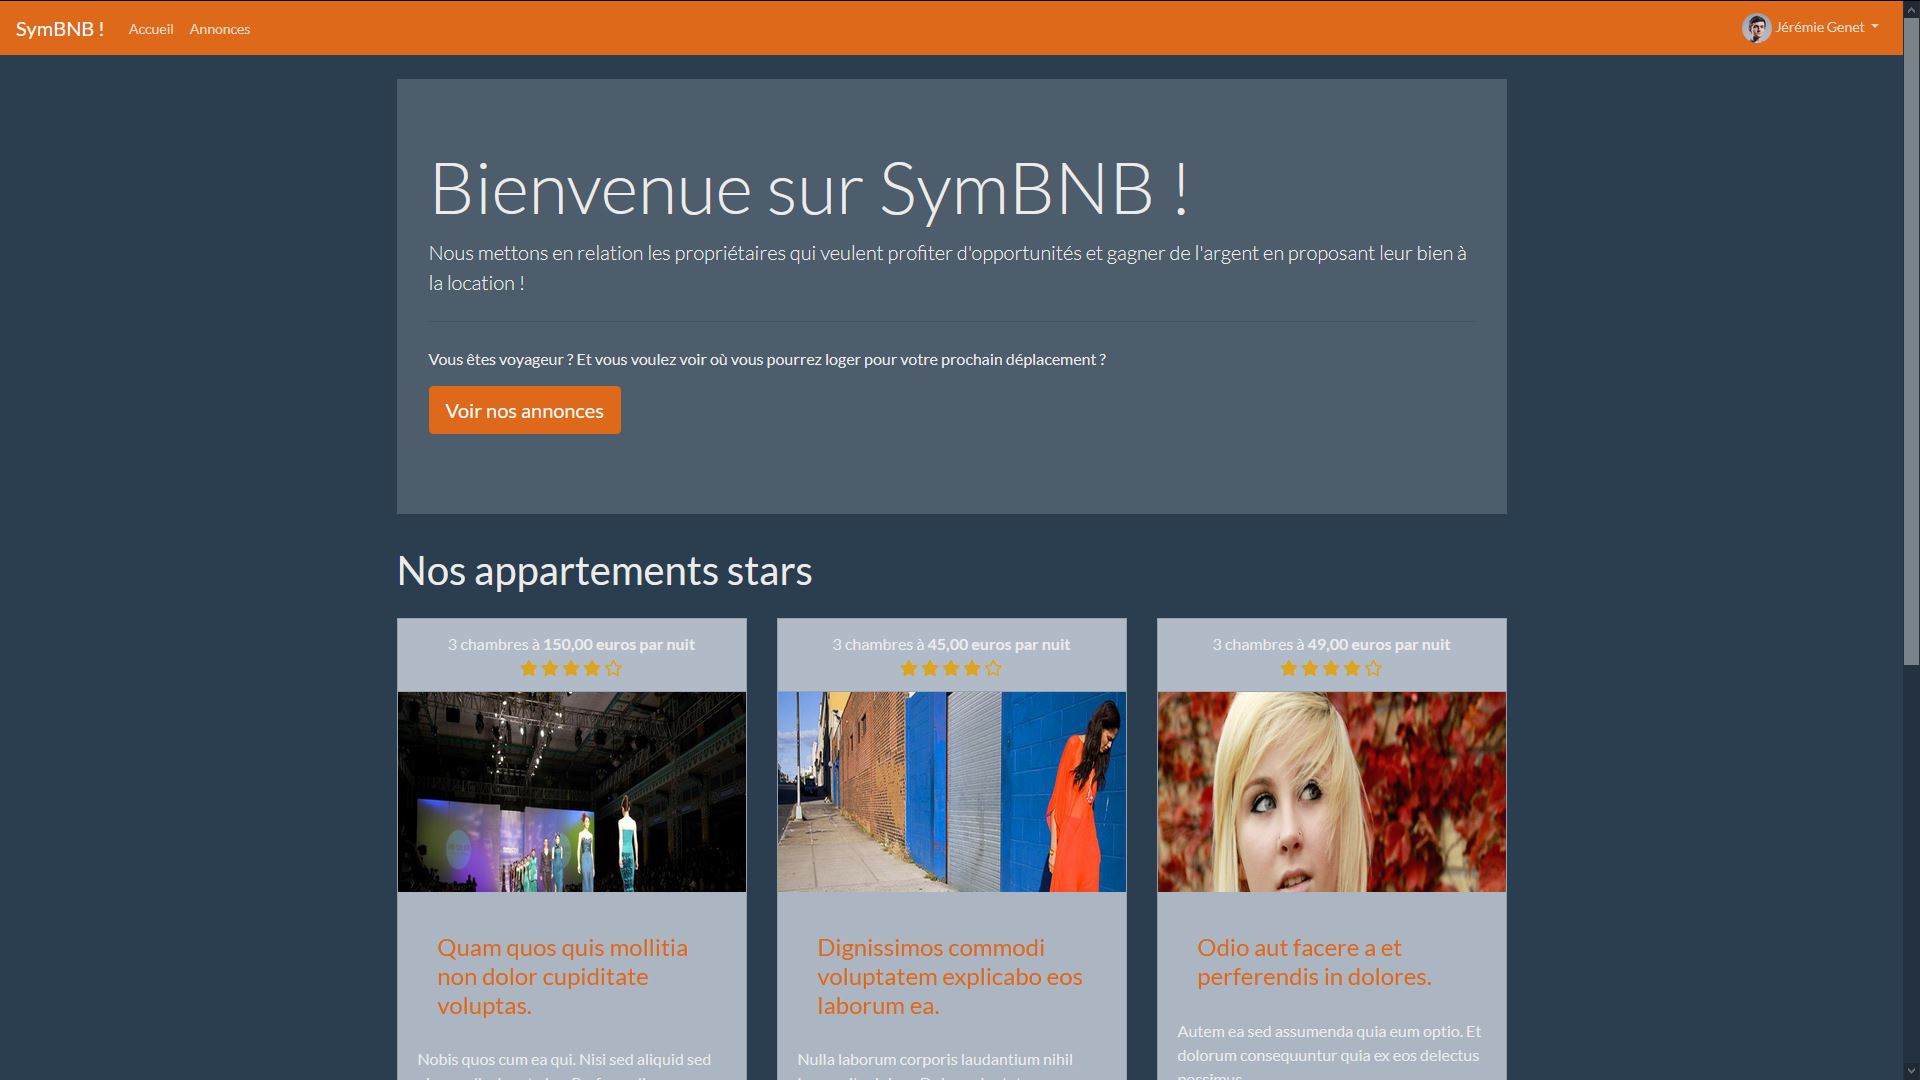 SymBNB !
Accueil
Annonces
Jérémie Genet
Bienvenue sur SymBNB !
Nous mettons en relation les propriétaires qui veulent profiter d'opportunités et gagner de l'argent en proposant leur bien à
la location !
Vous êtes voyageur ? Et vous voulez voir où vous pourrez loger pour votre prochain déplacement ?
Voir nos annonces
Nos appartements stars
3 chambres à 150,00 euros par nuit
Quam quos quis mollitia
non dolor cupiditate
voluptas.
Nobis quos cum ea qui. Nisi sed aliquid sed
3 chambres à 45,00 euros par nuit
Dignissimos commodi
voluptatem explicabo eos
laborum ea.
Nulla laborum corporis laudantium nihil
3 chambres à 49,00 euros par nuit
Odio aut facere a et
perferendis in dolores.
Autem ea sed assumenda quia eum optio. Et
dolorum consequuntur quia ex eos delectus
possimus.